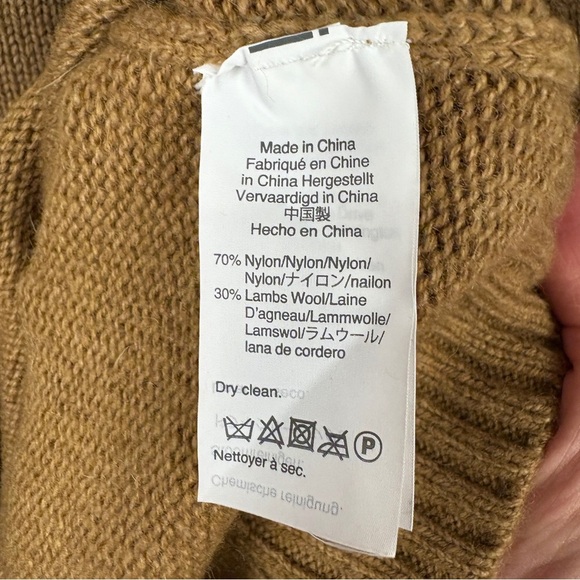 Made in China
Fabriqué en Chine
in China Hergestellt
Vervaardigd in China
中国製
Hecho en China
70% Nylon/Nylon/Nylon/
Nylon/ナイロン/nailon
30% Lambs Wool/Laine
D'agneau/Lammwolle/
Lamswol/ラムウール/
lana de cordero
Dry clean.
P
Nettoyer à sec.
Chemische reinigung.